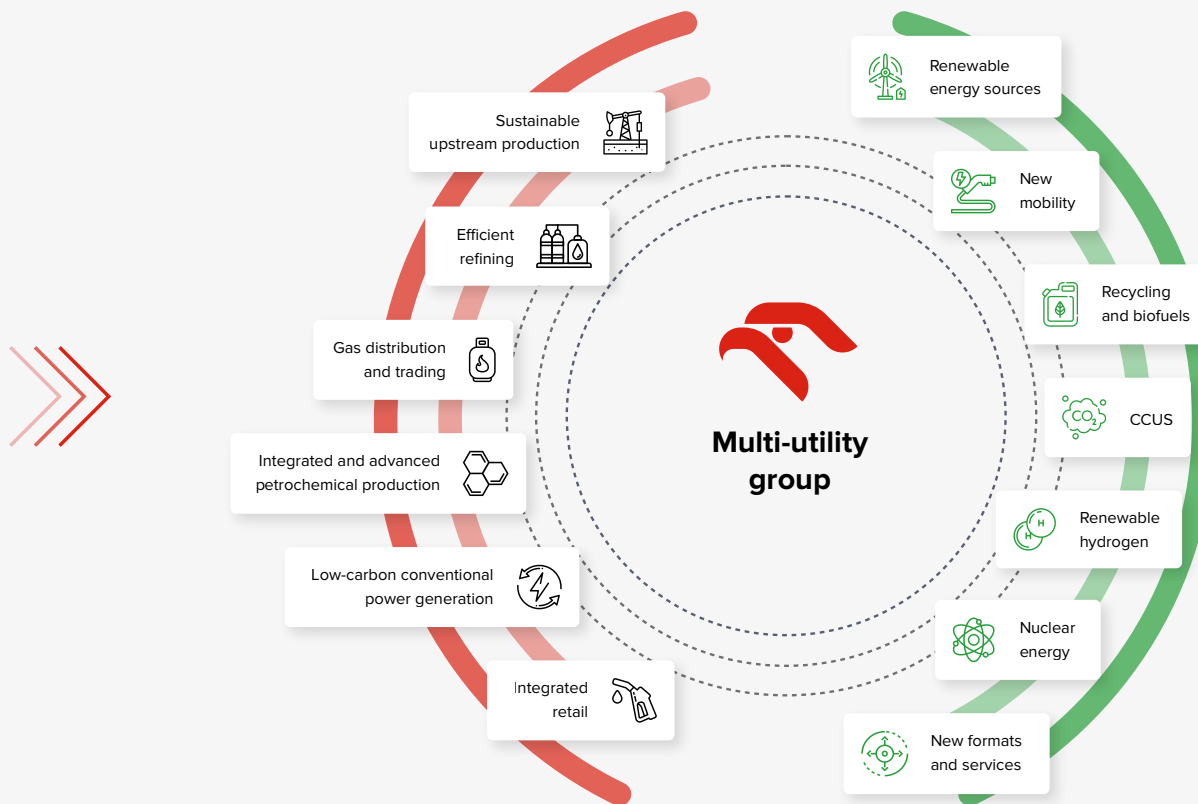 Sustainable
upstream production
Efficient
refining
Gas distribution
and trading
Integrated and advanced
petrochemical production
Low-carbon conventional
power generation
Integrated
retail
Multi-utility
group
Renewable
energy sources
New
mobility
Recycling
and biofuels
CO2
CCUS
H
H
Renewable
hydrogen
Nuclear
energy
New formats
and services